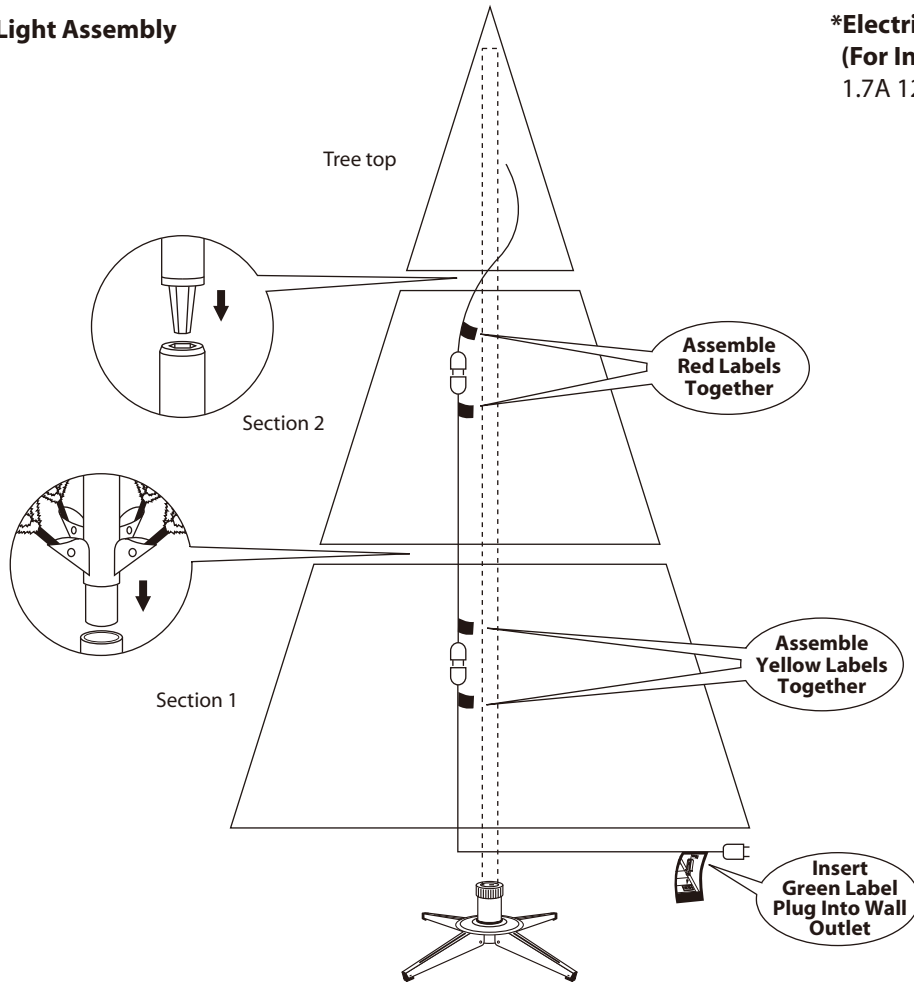 Light Assembly
*Electri
(For In
1.7A 12
Tree top
Assemble
Red Labels
Together
Section 2
Assemble
Yellow Labels
Together
Section 1
Insert
Green Label
Plug Into Wall
Outlet